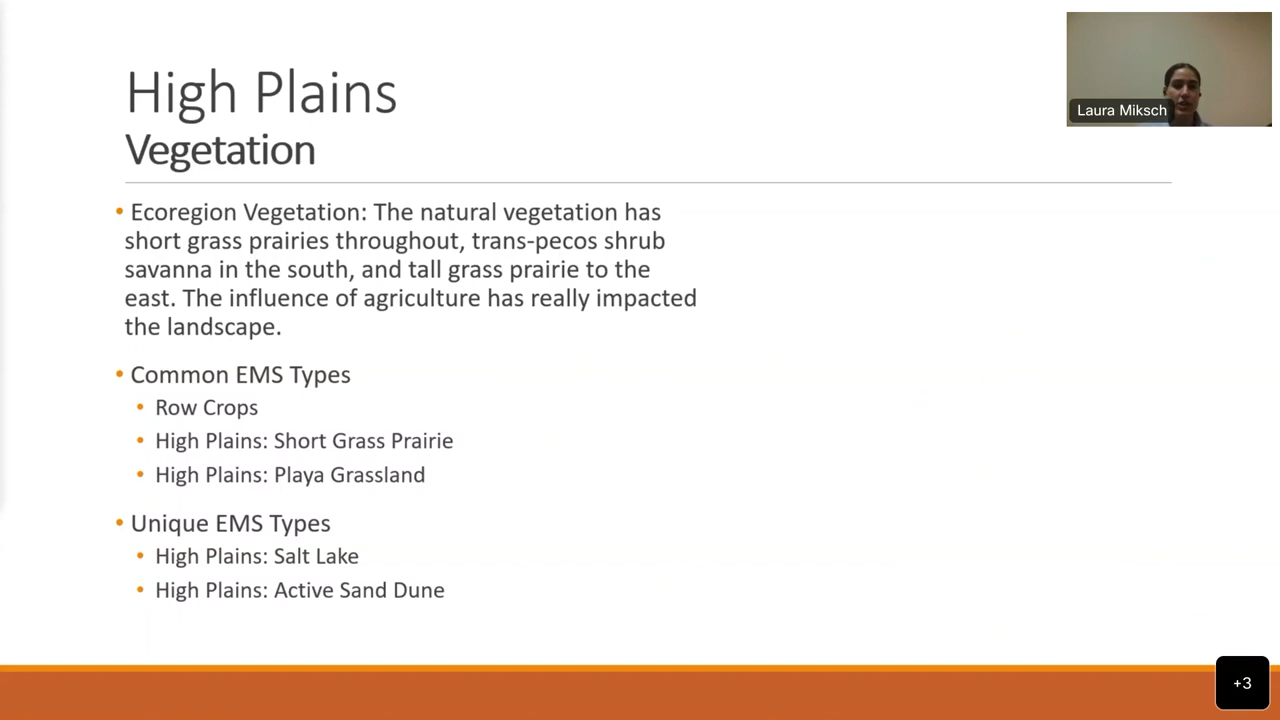 High Plains
Vegetation
Laura Miksch
• Ecoregion Vegetation: The natural vegetation has
short grass prairies throughout, trans-pecos shrub
savanna in the south, and tall grass prairie to the
east. The influence of agriculture has really impacted
the landscape.
• Common EMS Types
• Row Crops
• High Plains: Short Grass Prairie
• High Plains: Playa Grassland
• Unique EMS Types
• High Plains: Salt Lake
• High Plains: Active Sand Dune
+3